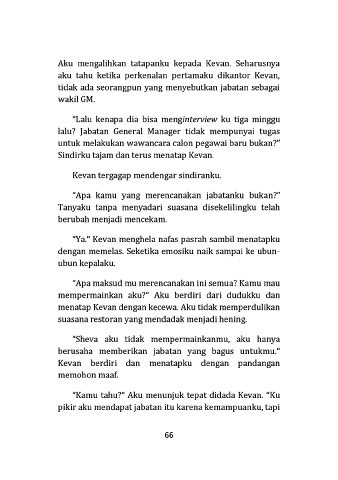 Aku mengalihkan tatapanku kepada Kevan. Seharusnya
aku tahu ketika perkenalan pertamaku dikantor Kevan,
tidak ada seorangpun yang menyebutkan jabatan sebagai
wakil GM.
“Lalu kenapa dia bisa menginterview ku tiga minggu
lalu? Jabatan General Manager tidak mempunyai tugas
untuk melakukan wawancara calon pegawai baru bukan?”
Sindirku tajam dan terus menatap Kevan.
Kevan tergagap mendengar sindiranku.
“Apa kamu yang merencanakan jabatanku bukan?”
Tanyaku tanpa menyadari suasana disekelilingku telah
berubah menjadi mencekam.
“Ya.” Kevan menghela nafas pasrah sambil menatapku
dengan memelas. Seketika emosiku naik sampai ke ubun-
ubun kepalaku.
“Apa maksud mu merencanakan ini semua? Kamu mau
mempermainkan aku?” Aku berdiri dari dudukku dan
menatap Kevan dengan kecewa. Aku tidak memperdulikan
suasana restoran yang mendadak menjadi hening.
“Sheva aku tidak mempermainkanmu, aku hanya
berusaha memberikan jabatan yang bagus untukmu.”
Kevan berdiri dan menatapku dengan pandangan
memohon maaf.
“Kamu tahu?” Aku menunjuk tepat didada Kevan. “Ku
pikir aku mendapat jabatan itu karena kemampuanku, tapi
66